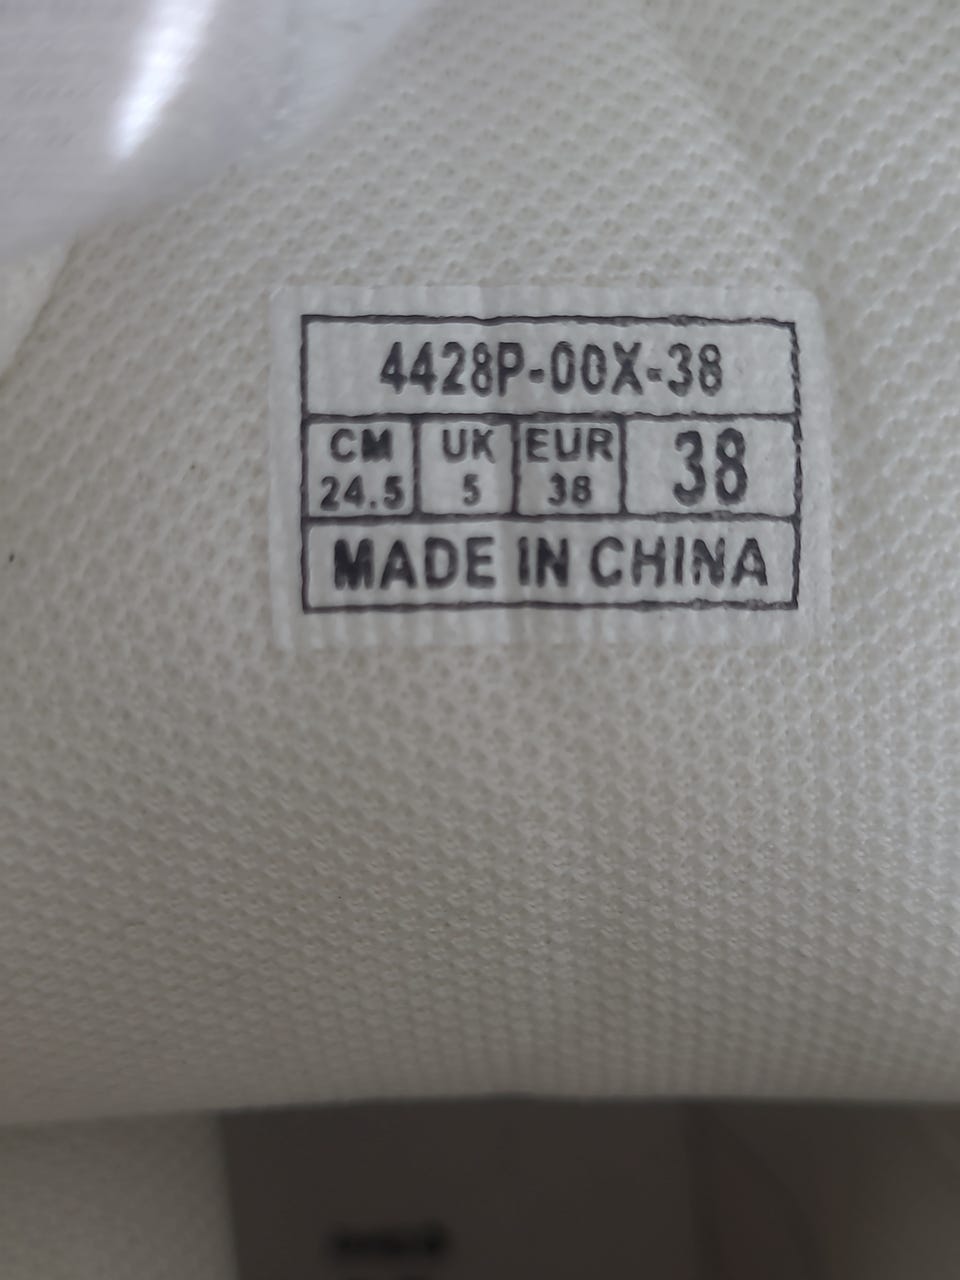 4428P-00X-38
CM UK EUR 38
24.5 5 38
MADE IN CHINA